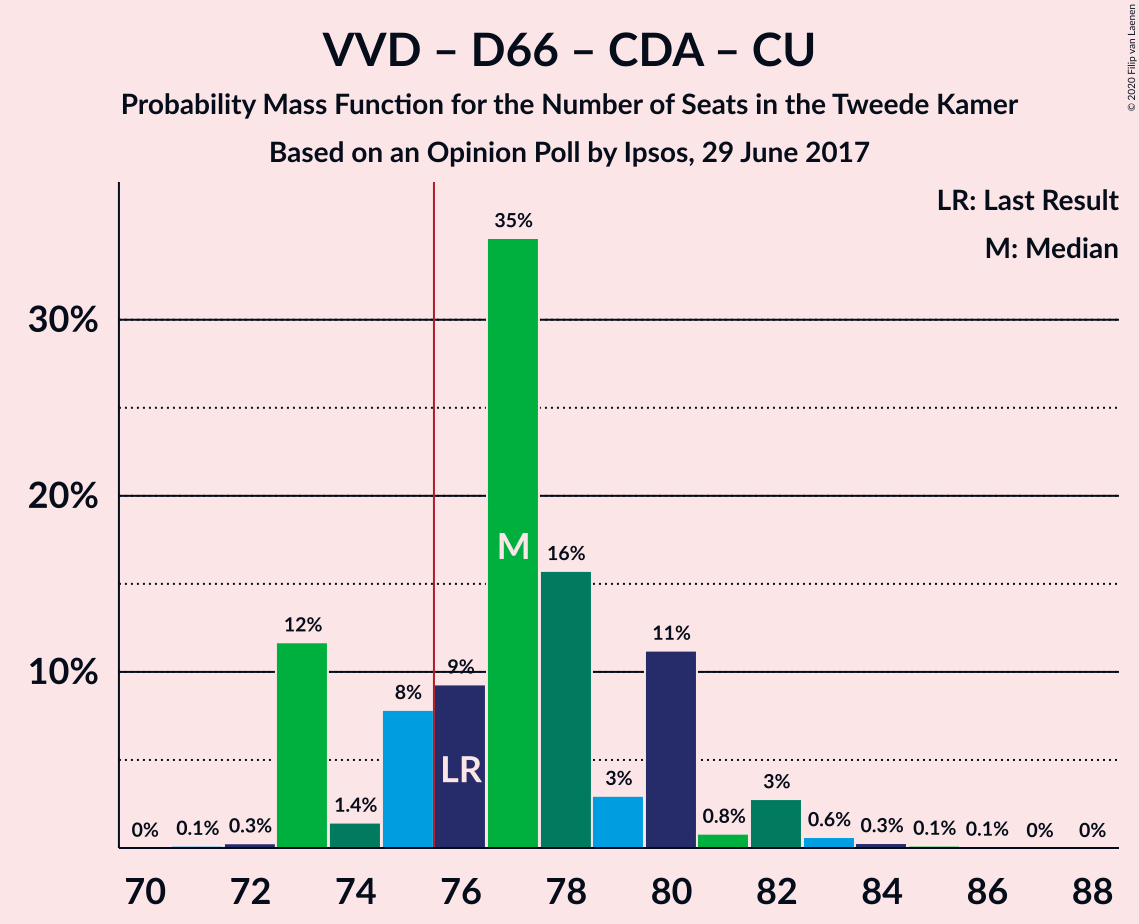 VVD – D66 – CDA – CU
Probability Mass Function for the Number of Seats in the Tweede Kamer
Based on an Opinion Poll by Ipsos, 29 June 2017
© 2020 Filip van Laenen
LR: Last Result
M: Median
35%
30%
20%
M
16%
12%
11%
10%
9%
8%
LR
3%
3%
1.4%
0.8%
0.6%
0% 0.1% 0.3% 0.3% 0.1% 0.1% 0% 0%
70 72 74 76 78 80 82 84 86 88